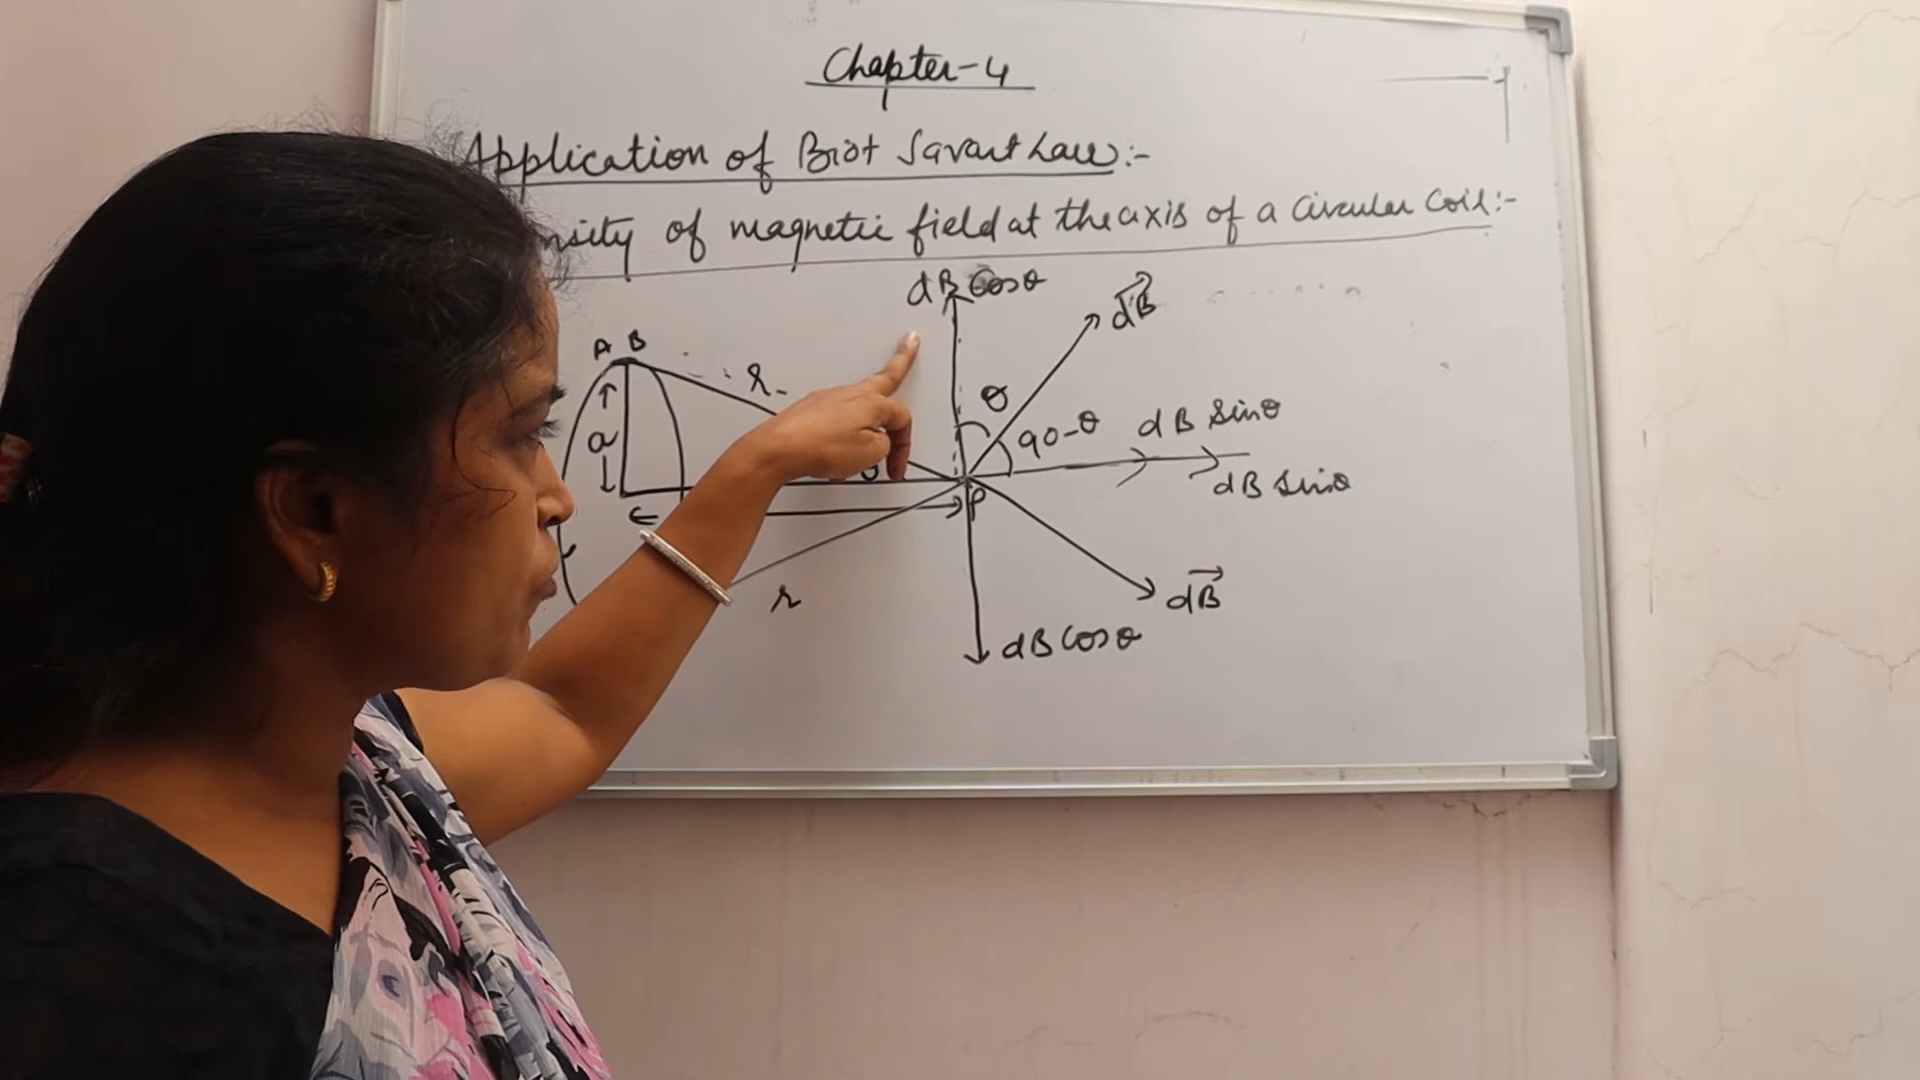 Chapter-4
Application of Biot Savart Law:-
nsity of magnetic field at the axis of a Circular Coil:-
dB Cosθ
dB
A B
r
a
θ
90-θ
dB Sinθ
dB Sinθ
θ
P
r
dB
dB Cosθ